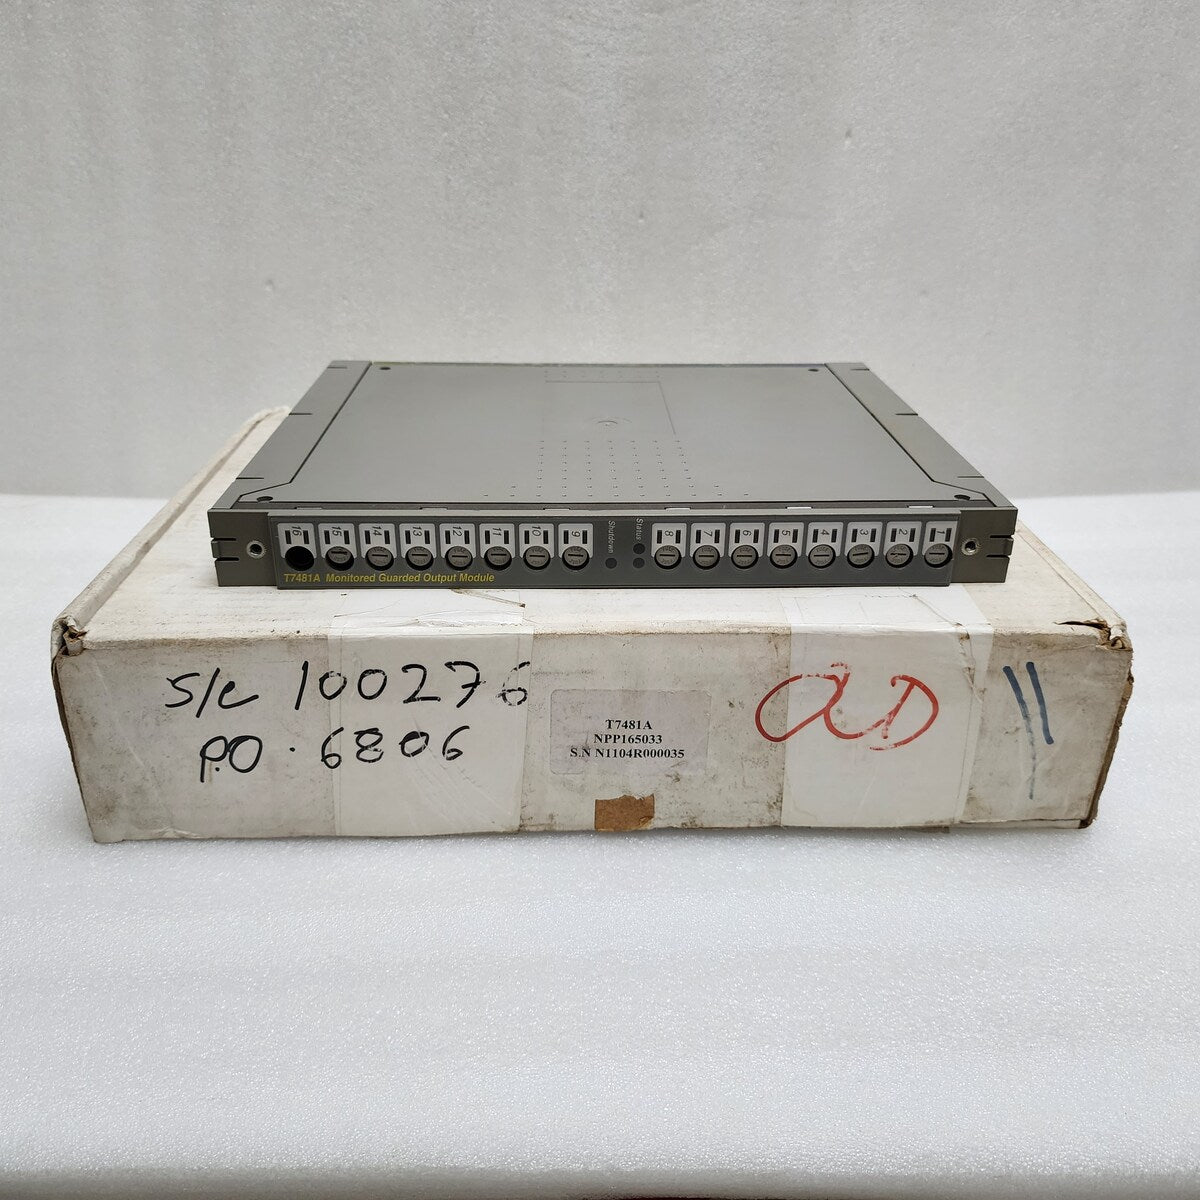 16 15 14 13 12 11 10 9 Shutdown Status 8 7 6 5 4 3 2 1
T7481A Monitored Guarded Output Module
S/C 100276
P.O. 6806
T7481A
NPP165033
S.N N1104R000035
11